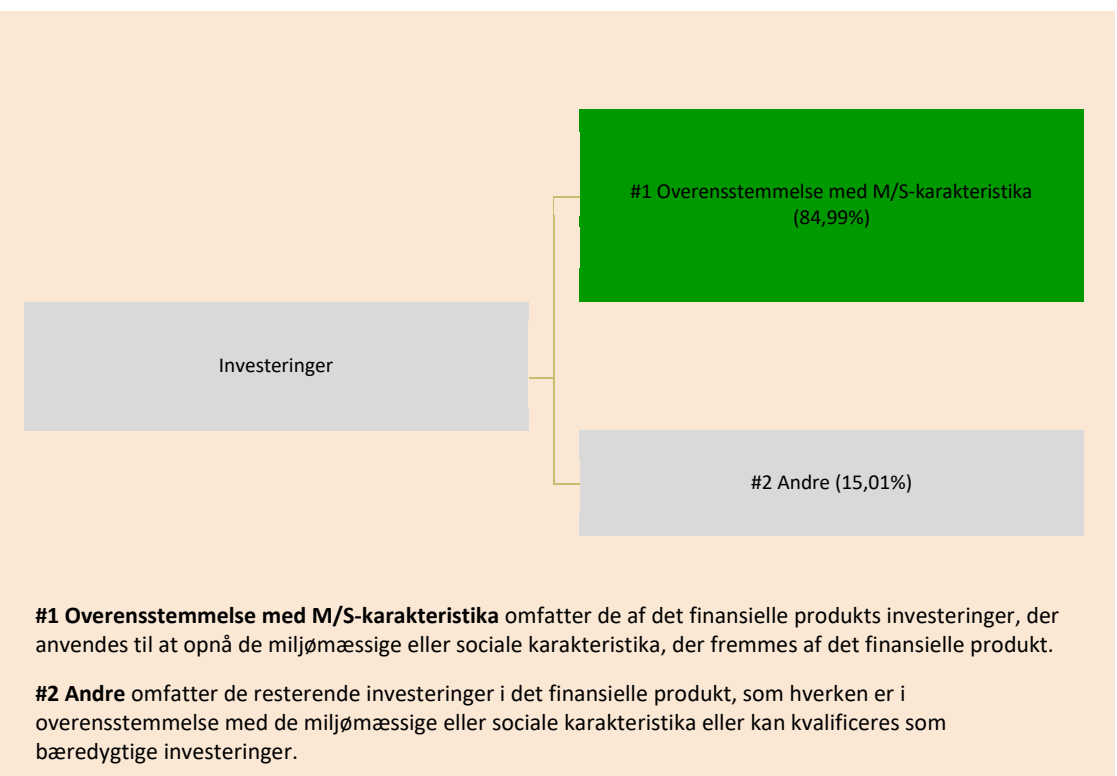 #1 Overensstemmelse med M/S-karakteristika
(84,99%)
Investeringer
#2 Andre (15,01%)
#1 Overensstemmelse med M/S-karakteristika omfatter de af det finansielle produkts investeringer, der
anvendes til at opnå de miljømæssige eller sociale karakteristika, der fremmes af det finansielle produkt.
#2 Andre omfatter de resterende investeringer i det finansielle produkt, som hverken er i
overensstemmelse med de miljømæssige eller sociale karakteristika eller kan kvalificeres som
bæredygtige investeringer.